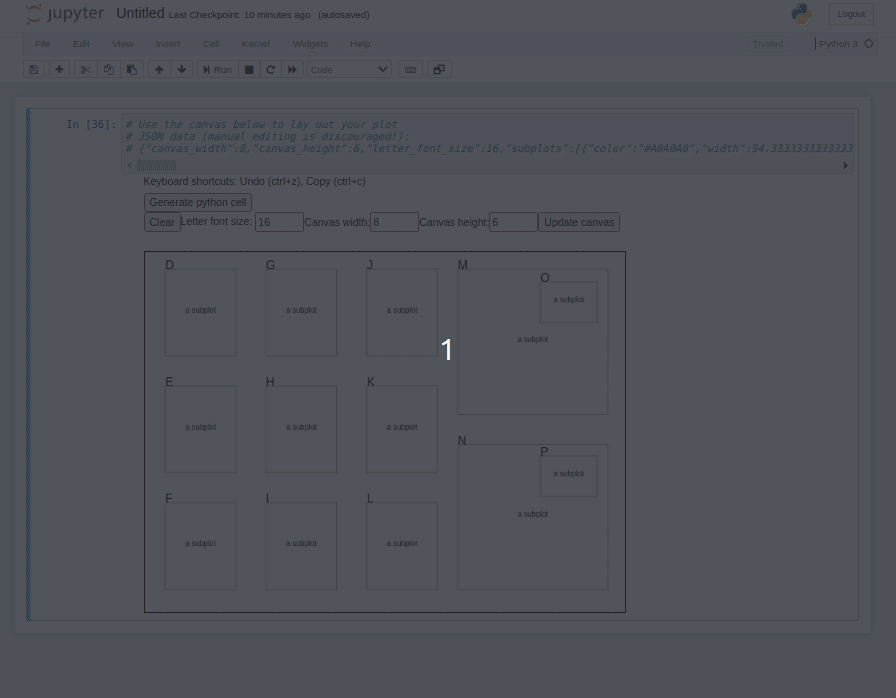 jupyter Untitled Last Checkpoint: 10 minutes ago (autosaved) Logout
File Edit View Insert Cell Kernel Widgets Help Trusted Python 3
Run Code
In [36]: # Use the canvas below to lay out your plot
# JSON data (manual editing is discouraged!):
# {"canvas_width":8,"canvas_height":6,"letter_font_size":16,"subplots":[{"color":"#A0A0A0","width":94.3333333333333
Keyboard shortcuts: Undo (ctrl+z), Copy (ctrl+c)
Generate python cell
Clear Letter font size: 16 Canvas width: 8 Canvas height: 6 Update canvas
D G J M
O
a subplot
a subplot a subplot a subplot
a subplot
1
E H K
a subplot a subplot a subplot
N
P
a subplot
F I L
a subplot
a subplot a subplot a subplot